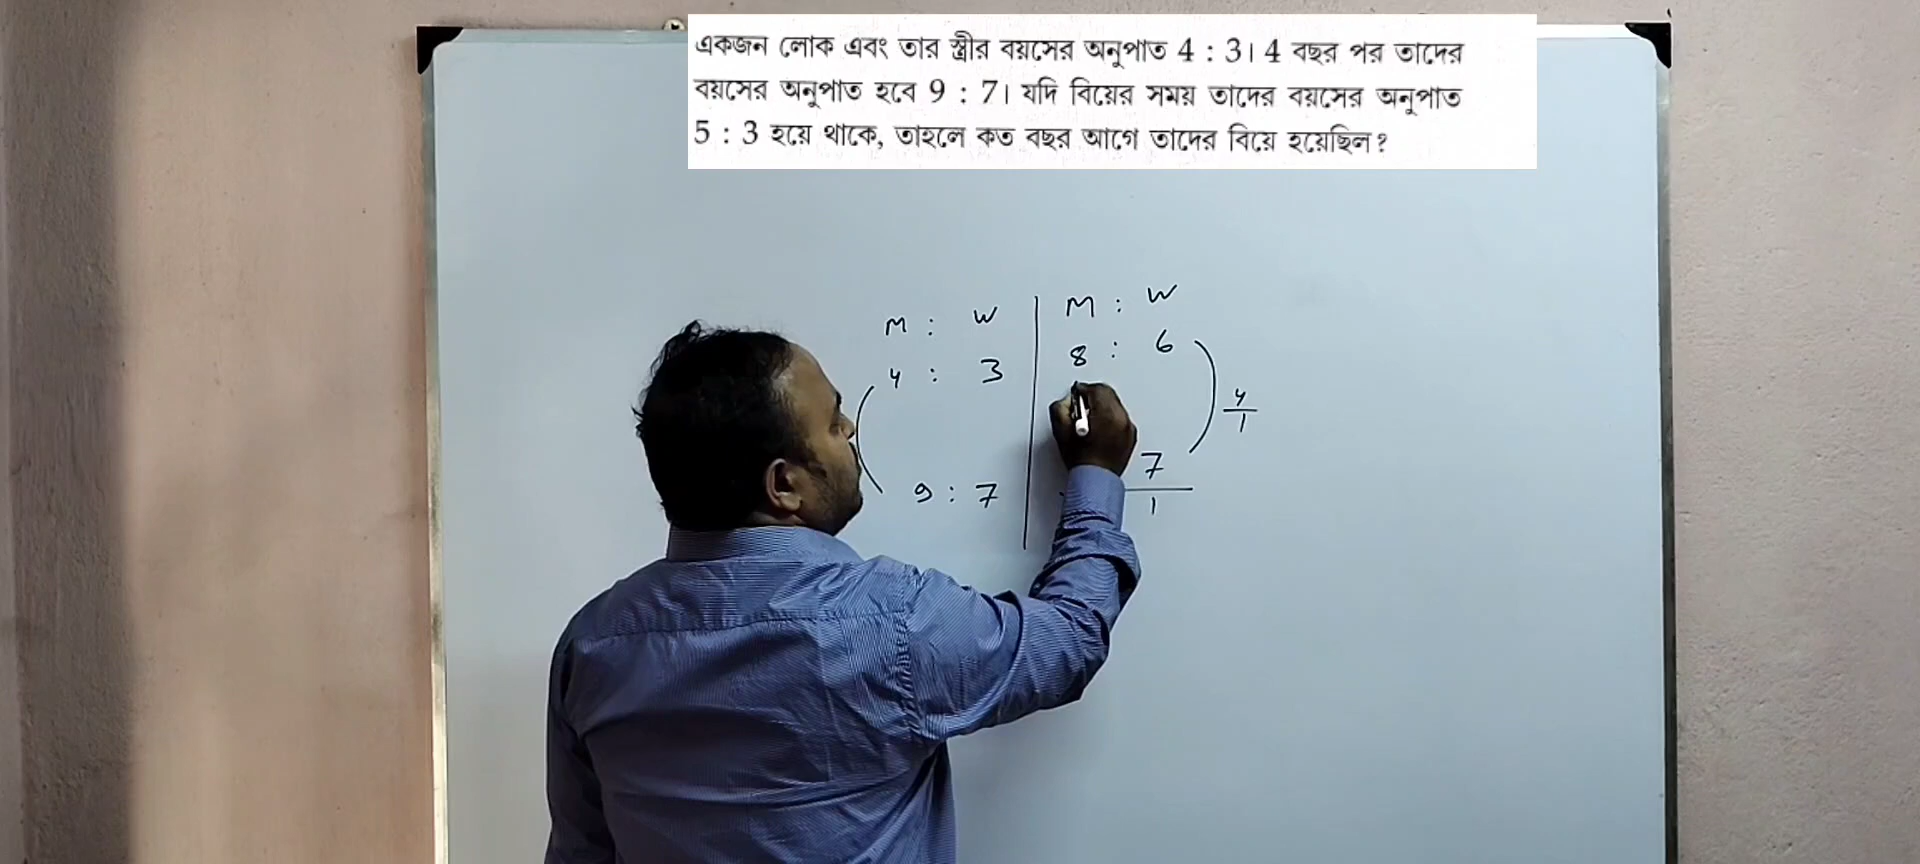 একজন লোক এবং তার স্ত্রীর বয়সের অনুপাত 4 : 3। 4 বছর পর তাদের
বয়সের অনুপাত হবে 9 : 7। যদি বিয়ের সময় তাদের বয়সের অনুপাত
5 : 3 হয়ে থাকে, তাহলে কত বছর আগে তাদের বিয়ে হয়েছিল?
M : W
4 : 3
9 : 7
M : W
8 : 6
7
1
4
1